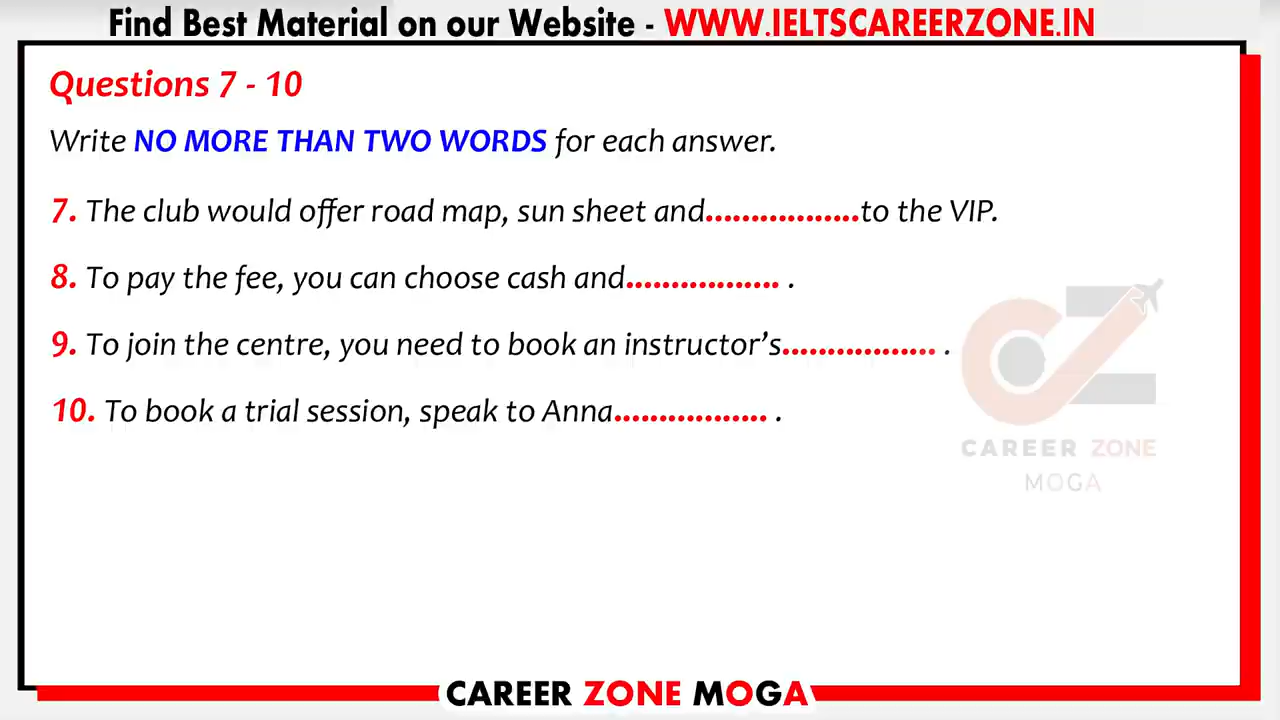 Find Best Material on our Website - WWW.IELTSCAREERZONE.IN
Questions 7 - 10
Write NO MORE THAN TWO WORDS for each answer.
7. The club would offer road map, sun sheet and.................to the VIP.
8. To pay the fee, you can choose cash and................. .
9. To join the centre, you need to book an instructor’s................. .
10. To book a trial session, speak to Anna................. .
CZ
CAREER ZONE
MOGA
CAREER ZONE MOGA